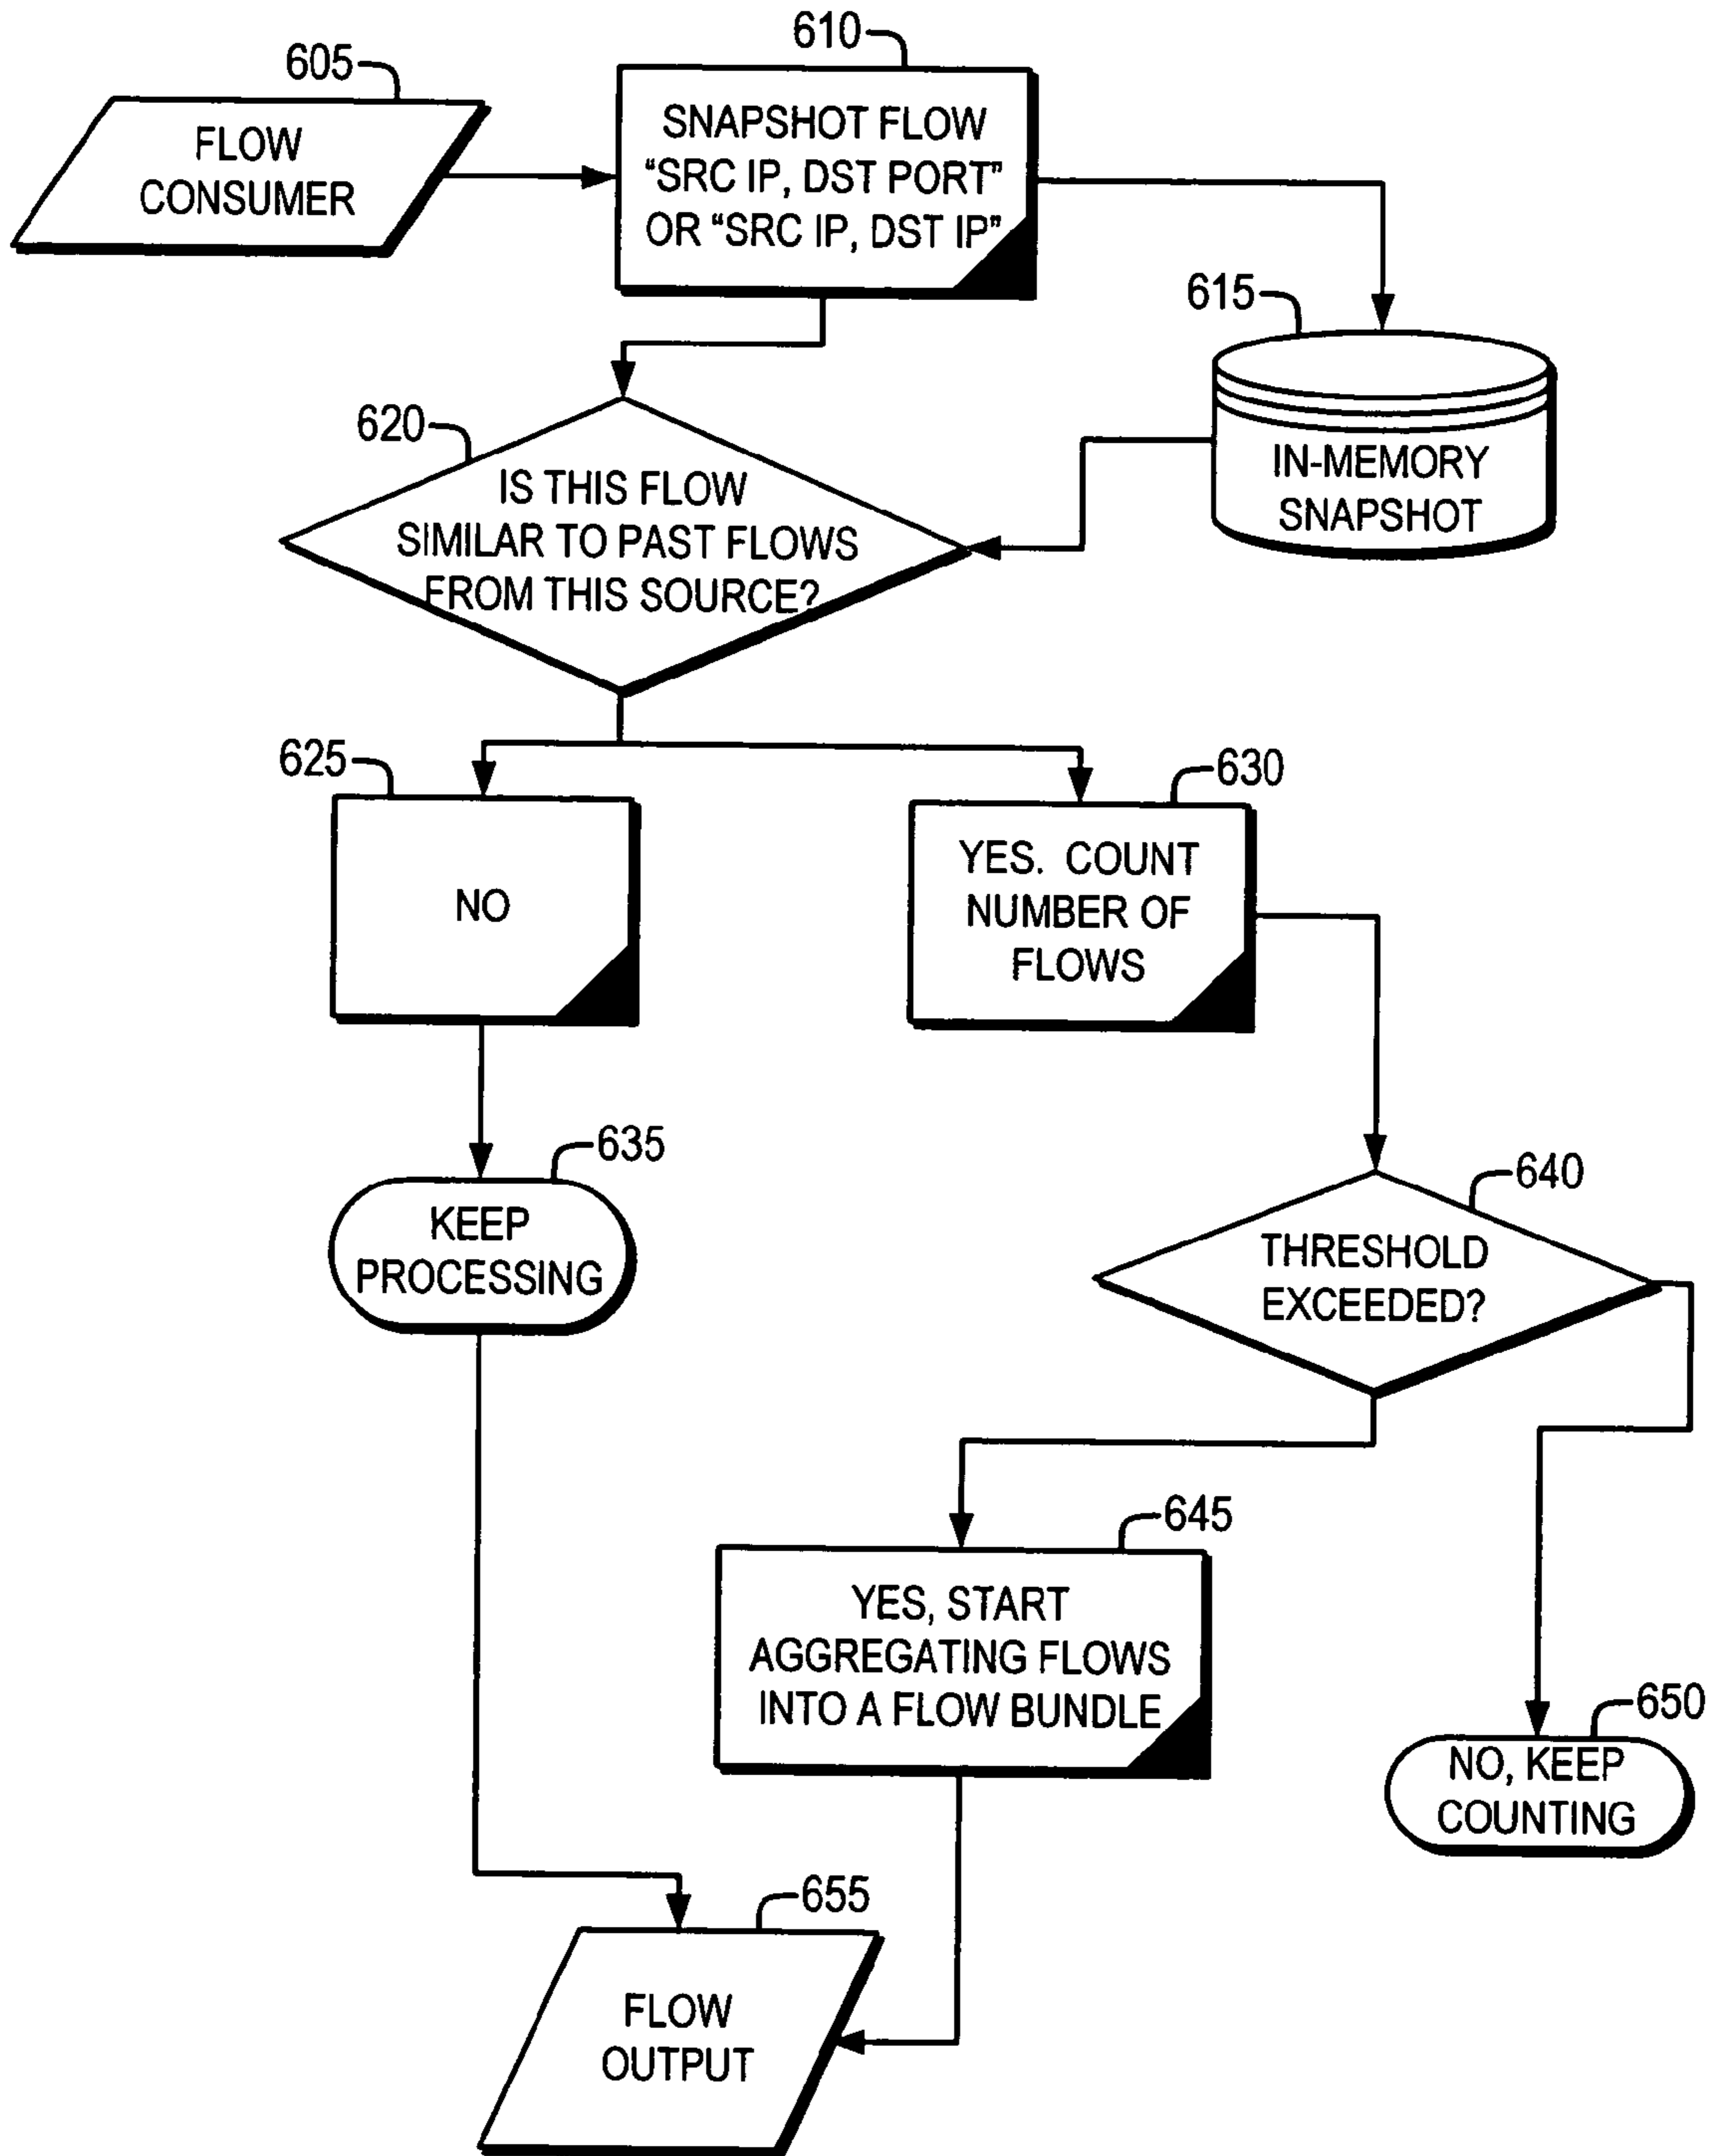 610
605
SNAPSHOT FLOW
"SRC IP, DST PORT"
OR "SRC IP, DST IP"
FLOW
CONSUMER
615
IN-MEMORY
SNAPSHOT
620
IS THIS FLOW
SIMILAR TO PAST FLOWS
FROM THIS SOURCE?
625
NO
630
YES. COUNT
NUMBER OF
FLOWS
635
KEEP
PROCESSING
640
THRESHOLD
EXCEEDED?
645
YES, START
AGGREGATING FLOWS
INTO A FLOW BUNDLE
650
NO, KEEP
COUNTING
655
FLOW
OUTPUT